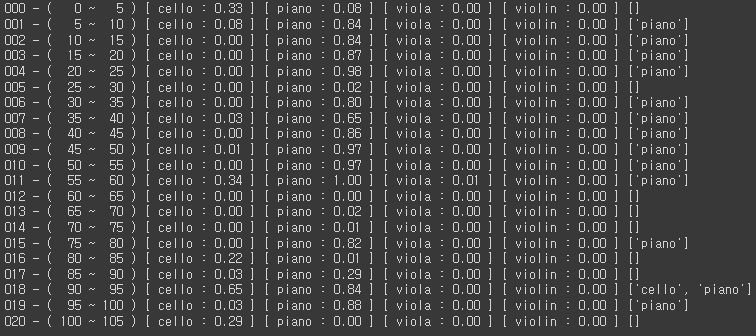 000 - (   0 ~   5) [ cello : 0.33 ] [ piano : 0.08 ] [ viola : 0.00 ] [ violin : 0.00 ] []
001 - (   5 ~  10) [ cello : 0.08 ] [ piano : 0.84 ] [ viola : 0.00 ] [ violin : 0.00 ] ['piano']
002 - (  10 ~  15) [ cello : 0.00 ] [ piano : 0.84 ] [ viola : 0.00 ] [ violin : 0.00 ] ['piano']
003 - (  15 ~  20) [ cello : 0.00 ] [ piano : 0.87 ] [ viola : 0.00 ] [ violin : 0.00 ] ['piano']
004 - (  20 ~  25) [ cello : 0.00 ] [ piano : 0.98 ] [ viola : 0.00 ] [ violin : 0.00 ] ['piano']
005 - (  25 ~  30) [ cello : 0.00 ] [ piano : 0.02 ] [ viola : 0.00 ] [ violin : 0.00 ] []
006 - (  30 ~  35) [ cello : 0.00 ] [ piano : 0.80 ] [ viola : 0.00 ] [ violin : 0.00 ] ['piano']
007 - (  35 ~  40) [ cello : 0.03 ] [ piano : 0.65 ] [ viola : 0.00 ] [ violin : 0.00 ] ['piano']
008 - (  40 ~  45) [ cello : 0.00 ] [ piano : 0.86 ] [ viola : 0.00 ] [ violin : 0.00 ] ['piano']
009 - (  45 ~  50) [ cello : 0.01 ] [ piano : 0.97 ] [ viola : 0.00 ] [ violin : 0.00 ] ['piano']
010 - (  50 ~  55) [ cello : 0.00 ] [ piano : 0.97 ] [ viola : 0.00 ] [ violin : 0.00 ] ['piano']
011 - (  55 ~  60) [ cello : 0.34 ] [ piano : 1.00 ] [ viola : 0.01 ] [ violin : 0.00 ] ['piano']
012 - (  60 ~  65) [ cello : 0.00 ] [ piano : 0.00 ] [ viola : 0.00 ] [ violin : 0.00 ] []
013 - (  65 ~  70) [ cello : 0.00 ] [ piano : 0.02 ] [ viola : 0.00 ] [ violin : 0.00 ] []
014 - (  70 ~  75) [ cello : 0.00 ] [ piano : 0.01 ] [ viola : 0.00 ] [ violin : 0.00 ] []
015 - (  75 ~  80) [ cello : 0.00 ] [ piano : 0.82 ] [ viola : 0.00 ] [ violin : 0.00 ] ['piano']
016 - (  80 ~  85) [ cello : 0.22 ] [ piano : 0.01 ] [ viola : 0.00 ] [ violin : 0.00 ] []
017 - (  85 ~  90) [ cello : 0.03 ] [ piano : 0.29 ] [ viola : 0.00 ] [ violin : 0.00 ] []
018 - (  90 ~  95) [ cello : 0.65 ] [ piano : 0.84 ] [ viola : 0.00 ] [ violin : 0.00 ] ['cello', 'piano']
019 - (  95 ~ 100) [ cello : 0.03 ] [ piano : 0.88 ] [ viola : 0.00 ] [ violin : 0.00 ] ['piano']
020 - ( 100 ~ 105) [ cello : 0.29 ] [ piano : 0.00 ] [ viola : 0.00 ] [ violin : 0.00 ] []